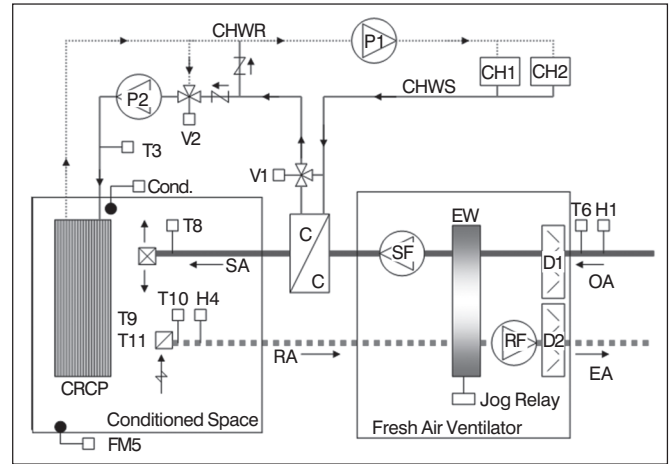 CHWR
P1
CH1
CH2
CHWS
P2
V2
T3
V1
Cond.
T8
EW
T6 H1
C
C
SF
D1
SA
OA
T10 H4
T9
T11
RF
D2
RA
EA
CRCP
Jog Relay
Conditioned Space
Fresh Air Ventilator
FM5